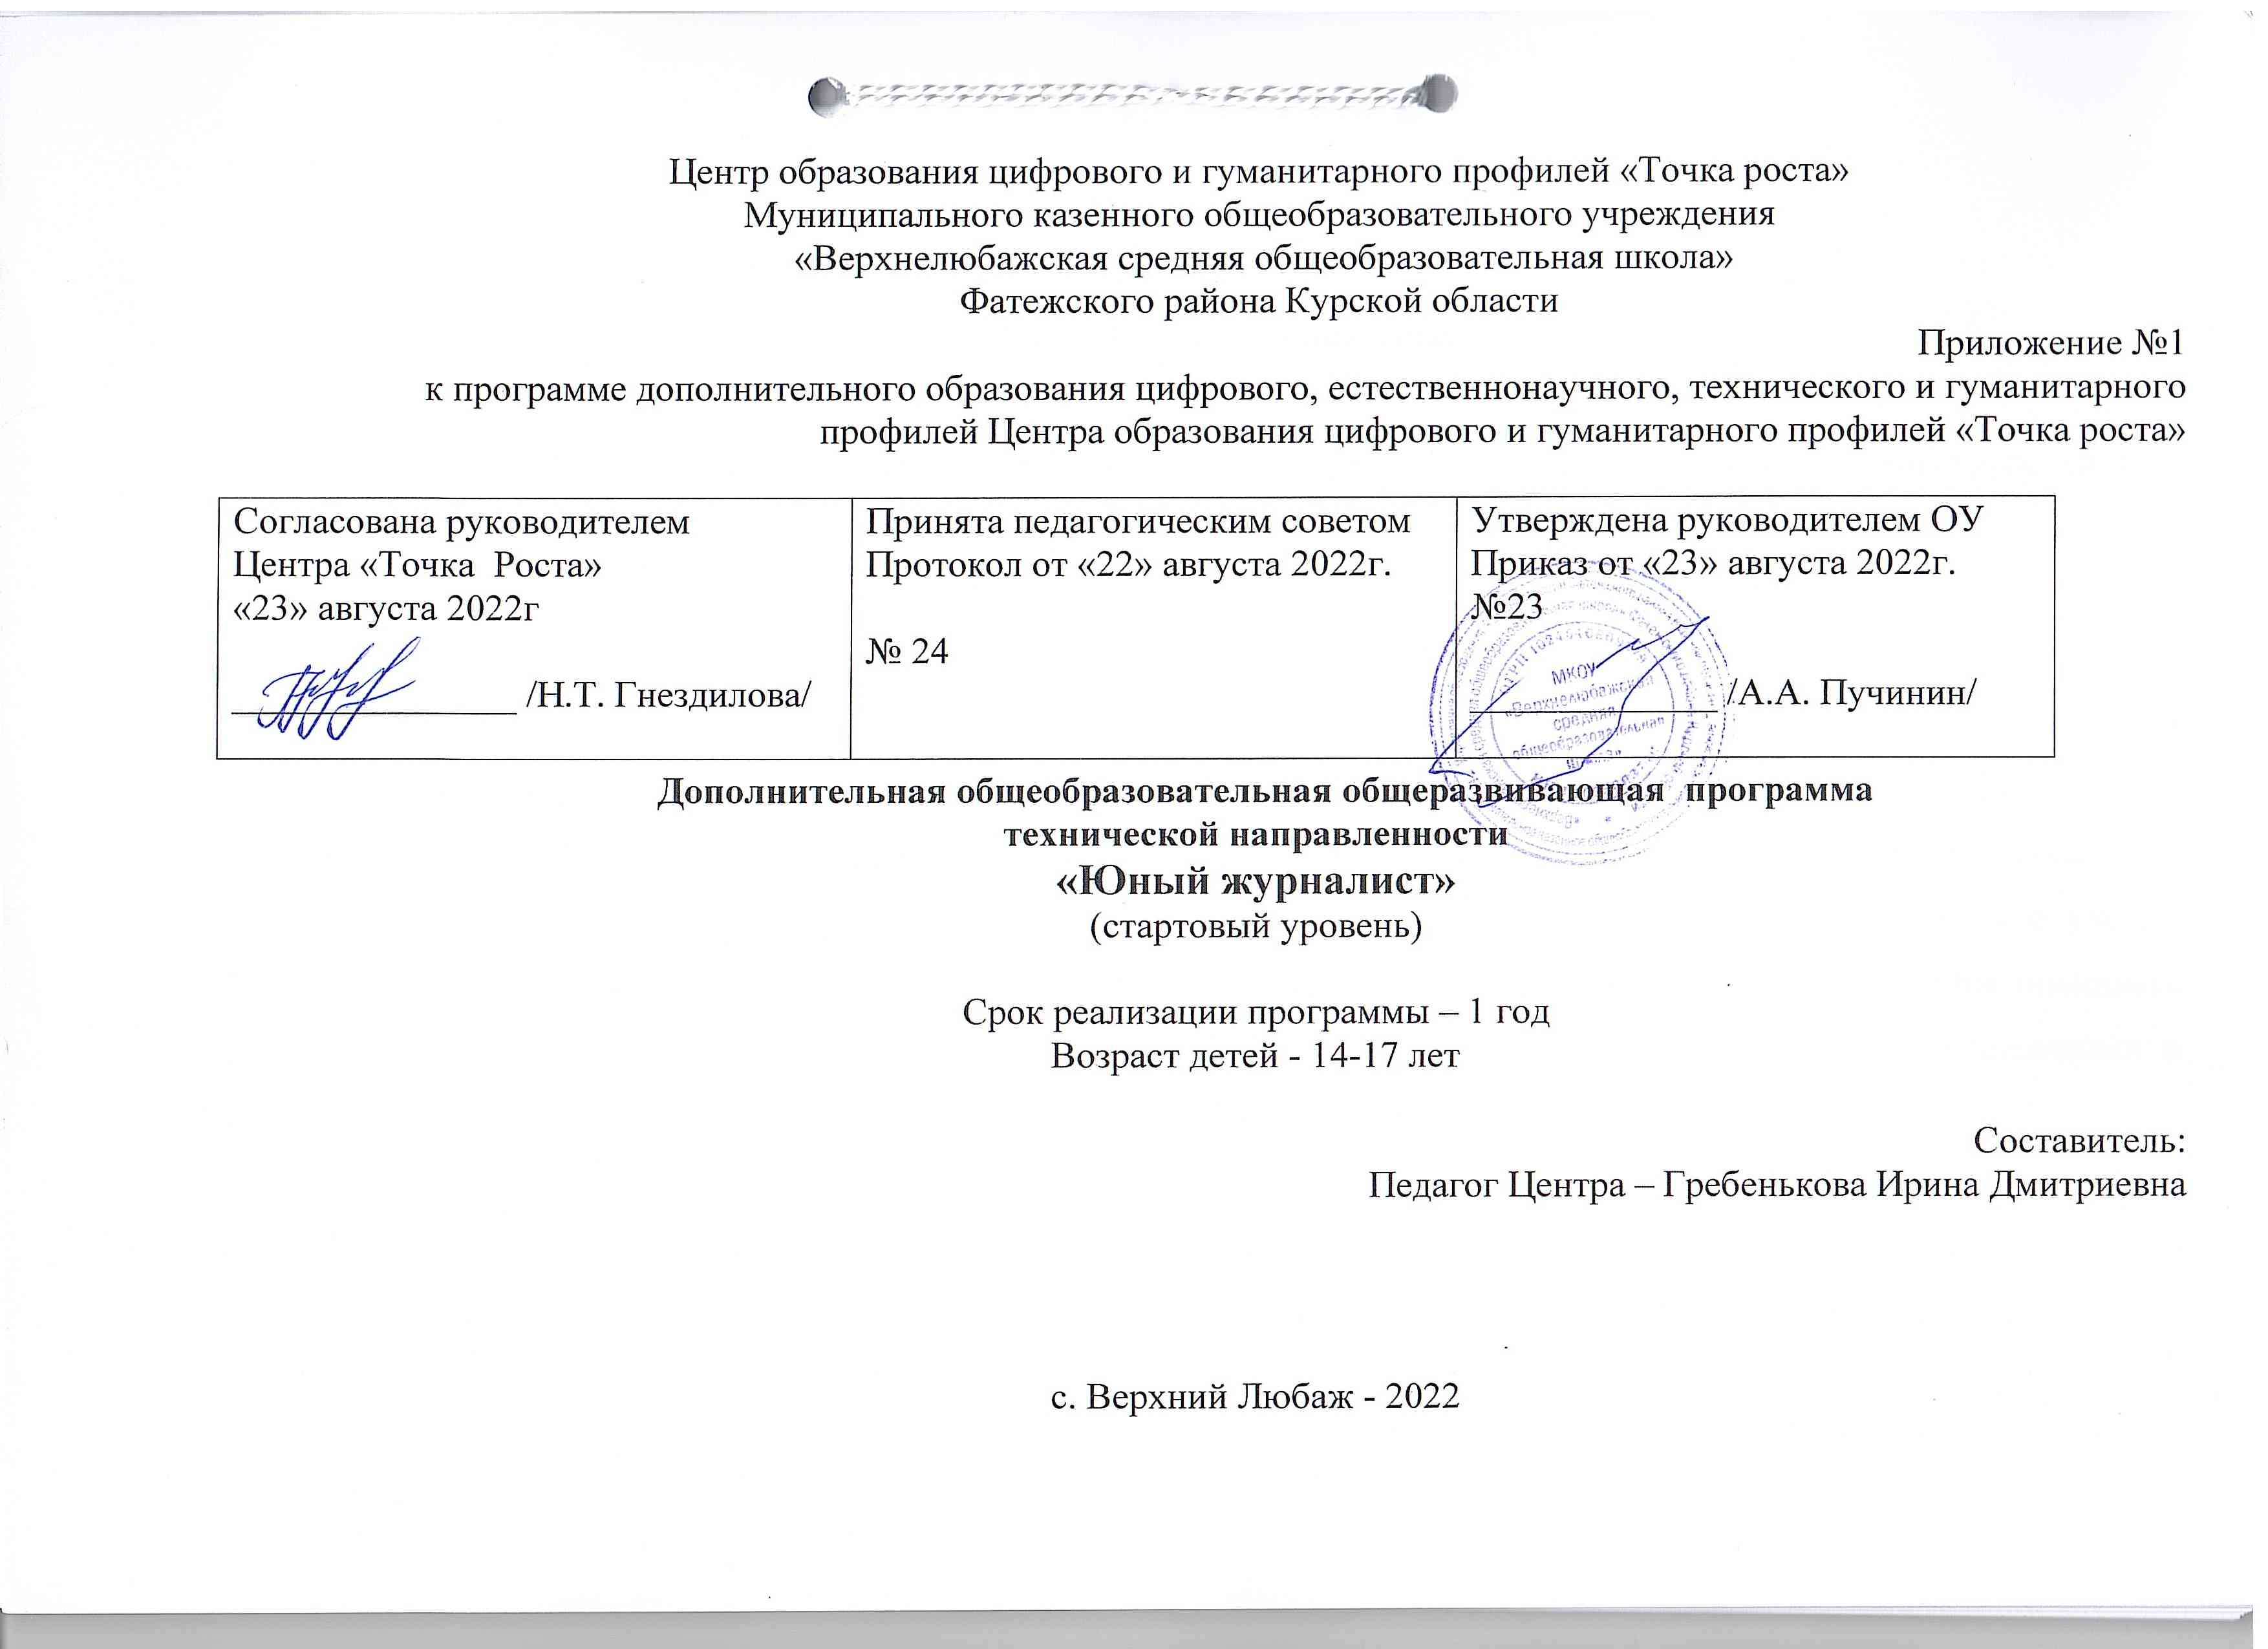 Центр образования цифрового и гуманитарного профилей «Точка роста»
Муниципального казенного общеобразовательного учреждения
«Верхнелюбажская средняя общеобразовательная школа»
Фатежского района Курской области
Приложение №1
к программе дополнительного образования цифрового, естественнонаучного, технического и гуманитарного
профилей Центра образования цифрового и гуманитарного профилей «Точка роста»
Согласована руководителем
Центра «Точка Роста»
«23» августа 2022г
/Н.Т. Гнездилова/
Принята педагогическим советом
Протокол от «22» августа 2022г.
№ 24
Утверждена руководителем ОУ
Приказ от «23» августа 2022г.
№23
/А.А. Пучинин/
МКОУ
«Верхнелюбажская
средняя
общеобразовательная
Дополнительная общеобразовательная общеразвивающая программа
технической направленности
«Юный журналист»
(стартовый уровень)
Срок реализации программы – 1 год
Возраст детей - 14-17 лет
Составитель:
Педагог Центра – Гребенькова Ирина Дмитриевна
с. Верхний Любаж - 2022